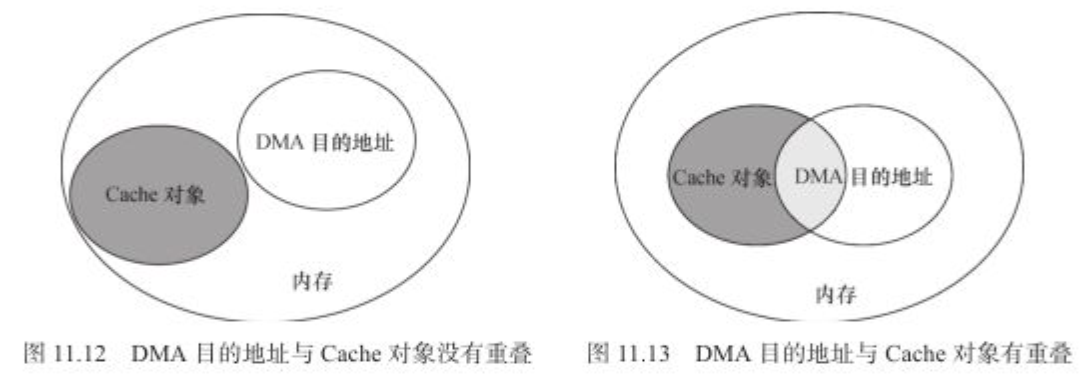 DMA 目的地址
Cache 对象
内存
图 11.12 DMA 目的地址与 Cache 对象没有重叠
Cache 对象
DMA 目的地址
内存
图 11.13 DMA 目的地址与 Cache 对象有重叠